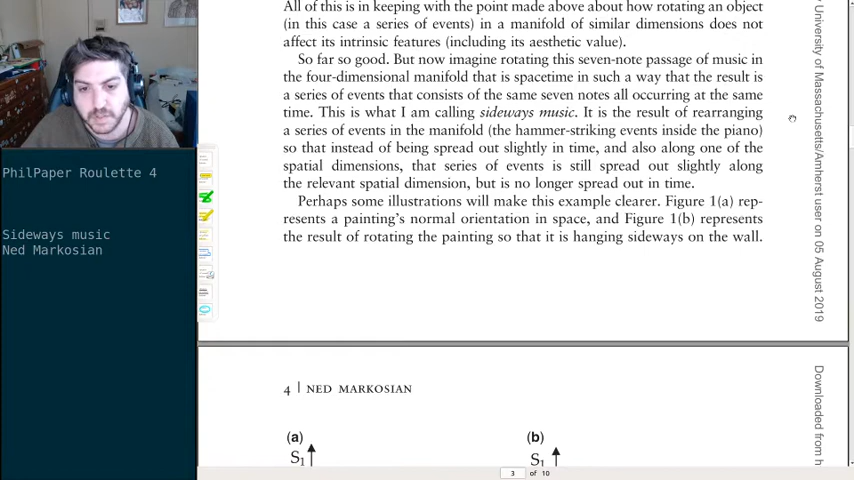 All of this is in keeping with the point made above about how rotating an object
(in this case a series of events) in a manifold of similar dimensions does not
affect its intrinsic features (including its aesthetic value).
So far so good. But now imagine rotating this seven-note passage of music in
the four-dimensional manifold that is spacetime in such a way that the result is
a series of events that consists of the same seven notes all occurring at the same
time. This is what I am calling sideways music. It is the result of rearranging
a series of events in the manifold (the hammer-striking events inside the piano)
so that instead of being spread out slightly in time, and also along one of the
spatial dimensions, that series of events is still spread out slightly along
the relevant spatial dimension, but is no longer spread out in time.
Perhaps some illustrations will make this example clearer. Figure 1(a) rep-
resents a painting's normal orientation in space, and Figure 1(b) represents
the result of rotating the painting so that it is hanging sideways on the wall.
y University of Massachusetts/Amherst user on 05 August 2019
PhilPaper Roulette 4
Sideways music
Ned Markosian
4 | NED MARKOSIAN
Downloaded from h
(a)
(b)
S1
S1
3 of 10